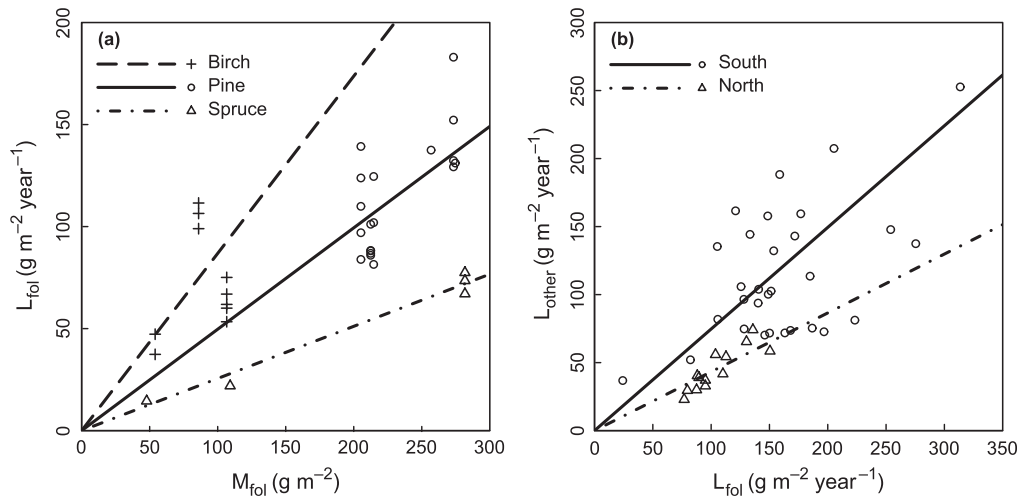 (a)
Birch
Pine
Spruce
200
150
100
50
0
L_fol (g m⁻² year⁻¹)
0 50 100 150 200 250 300
M_fol (g m⁻²)
(b)
South
North
300
250
200
150
100
50
0
L_other (g m⁻² year⁻¹)
0 50 100 150 200 250 300 350
L_fol (g m⁻² year⁻¹)